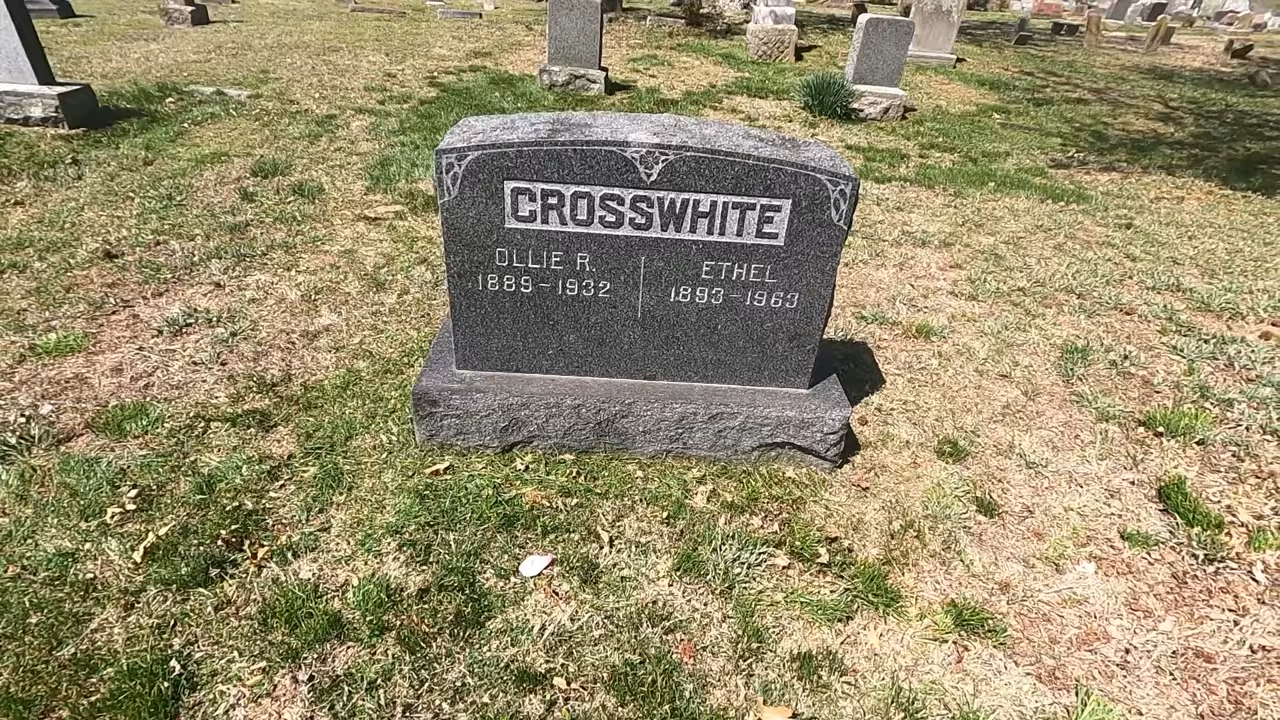 CROSSWHITE
OLLIE R.
1889-1932
ETHEL
1893-1963